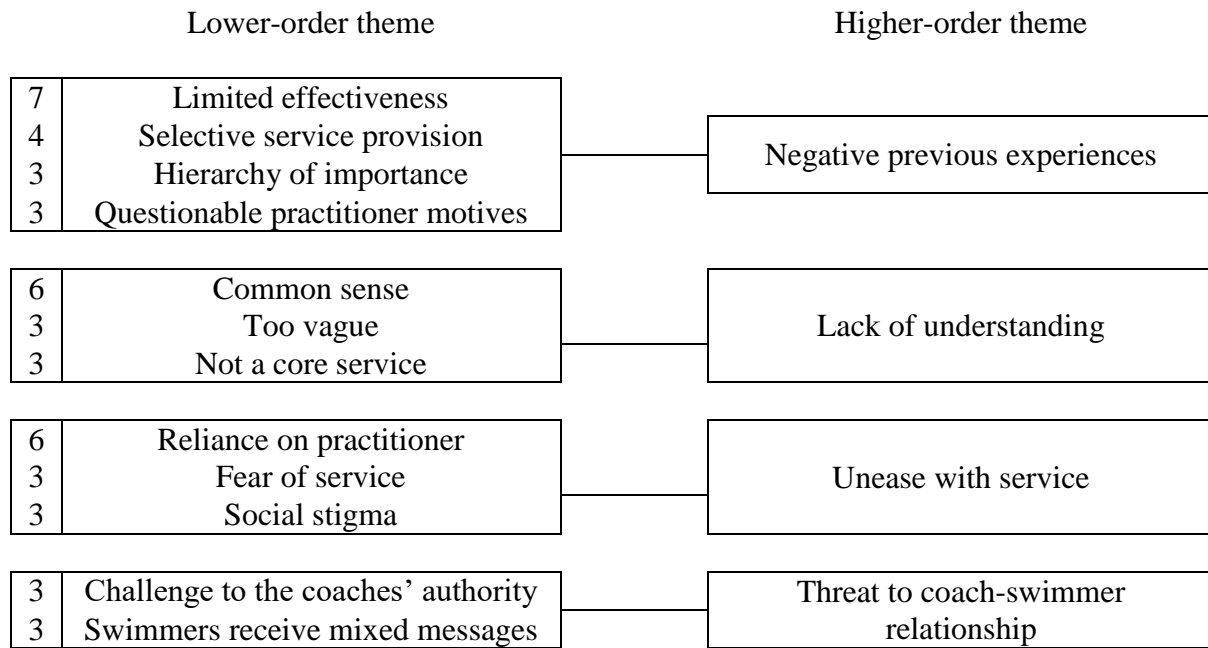 Lower-order theme Higher-order theme
7 Limited effectiveness
4 Selective service provision
3 Hierarchy of importance
3 Questionable practitioner motives
Negative previous experiences
6 Common sense
3 Too vague
3 Not a core service
Lack of understanding
6 Reliance on practitioner
3 Fear of service
3 Social stigma
Unease with service
3 Challenge to the coaches’ authority
3 Swimmers receive mixed messages
Threat to coach-swimmer
relationship